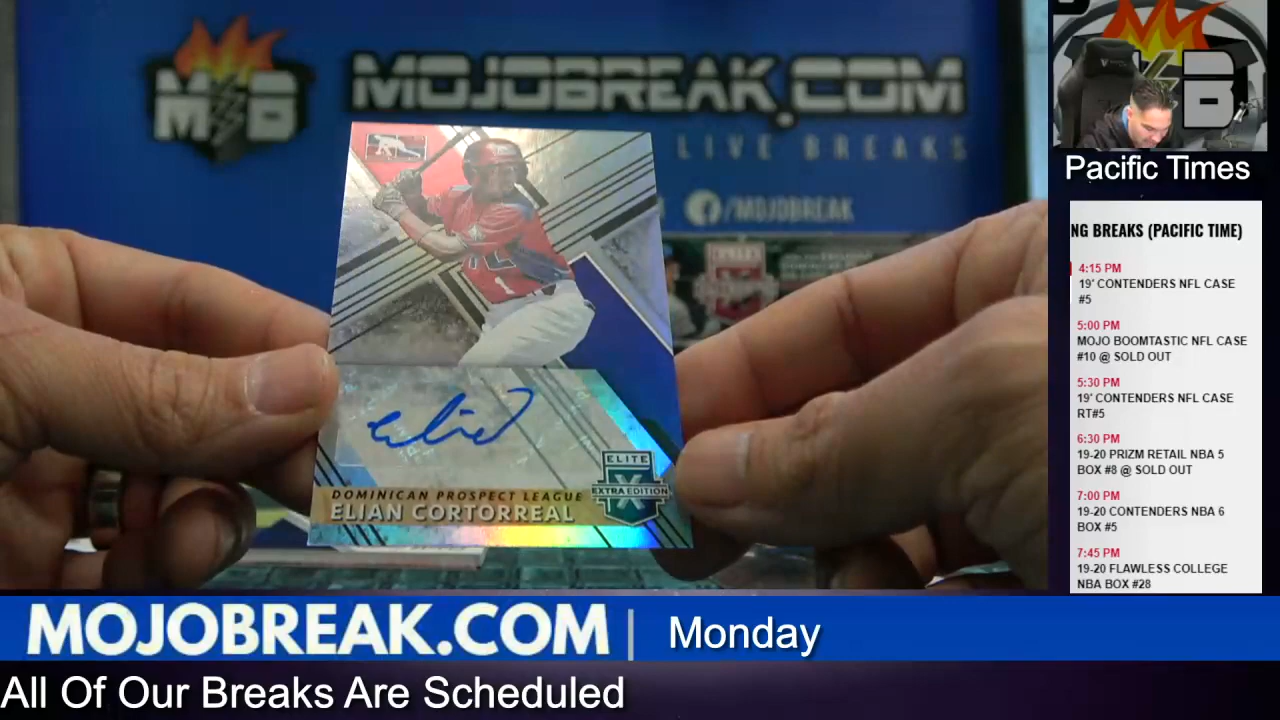 MB
MOJOBREAK.COM
LIVE BREAKS
/MOJOBREAK
ELITE
EXTRA EDITION
X
DOMINICAN PROSPECT LEAGUE
ELIAN CORTORREAL
1
B
Pacific Times
NG BREAKS (PACIFIC TIME)
4:15 PM
19' CONTENDERS NFL CASE
#5
5:00 PM
MOJO BOOMTASTIC NFL CASE
#10 @ SOLD OUT
5:30 PM
19' CONTENDERS NFL CASE
RT#5
6:30 PM
19-20 PRIZM RETAIL NBA 5
BOX #8 @ SOLD OUT
7:00 PM
19-20 CONTENDERS NBA 6
BOX #5
7:45 PM
19-20 FLAWLESS COLLEGE
NBA BOX #28
MOJOBREAK.COM | Monday
All Of Our Breaks Are Scheduled